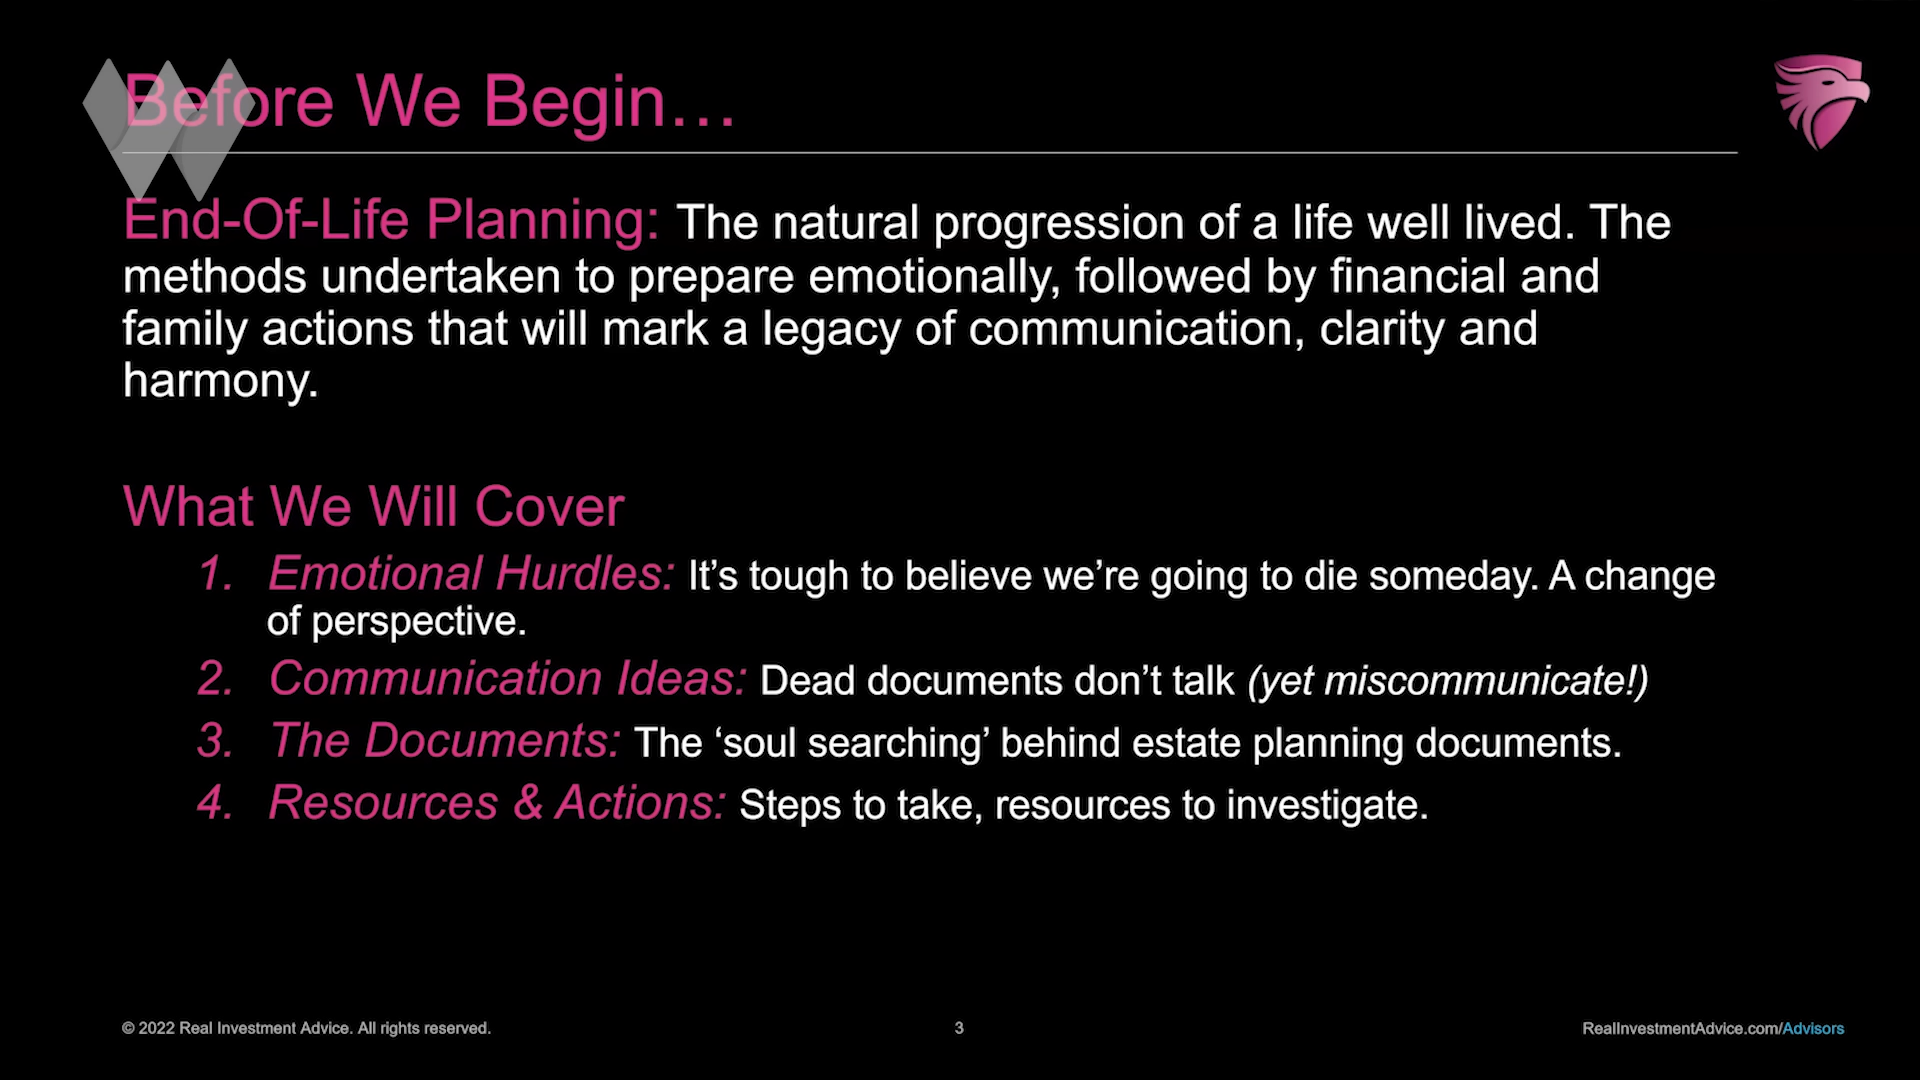 Before We Begin…
End-Of-Life Planning: The natural progression of a life well lived. The
methods undertaken to prepare emotionally, followed by financial and
family actions that will mark a legacy of communication, clarity and
harmony.
What We Will Cover
1. Emotional Hurdles: It’s tough to believe we’re going to die someday. A change
of perspective.
2. Communication Ideas: Dead documents don’t talk (yet miscommunicate!)
3. The Documents: The ‘soul searching’ behind estate planning documents.
4. Resources & Actions: Steps to take, resources to investigate.
© 2022 Real Investment Advice. All rights reserved.
3
RealInvestmentAdvice.com/Advisors